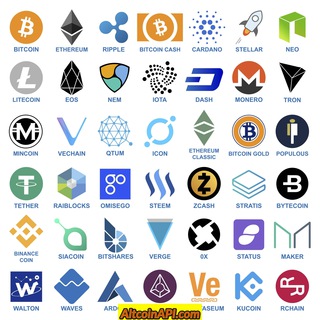 BITCOIN ETHEREUM RIPPLE BITCOIN CASH CARDANO STELLAR NEO
LITECOIN EOS NEM IOTA DASH MONERO TRON
MINCOIN VECHAIN QTUM ICON ETHEREUM CLASSIC BITCOIN GOLD POPULOUS
TETHER RAIBLOCKS OMISEGO STEEM ZCASH STRATIS BYTECOIN
BINANCE COIN SIACOIN BITSHARES VERGE 0X STATUS MAKER
Ve
WALTON WAVES KUCOIN RCHAIN
AltcoinAPI.com